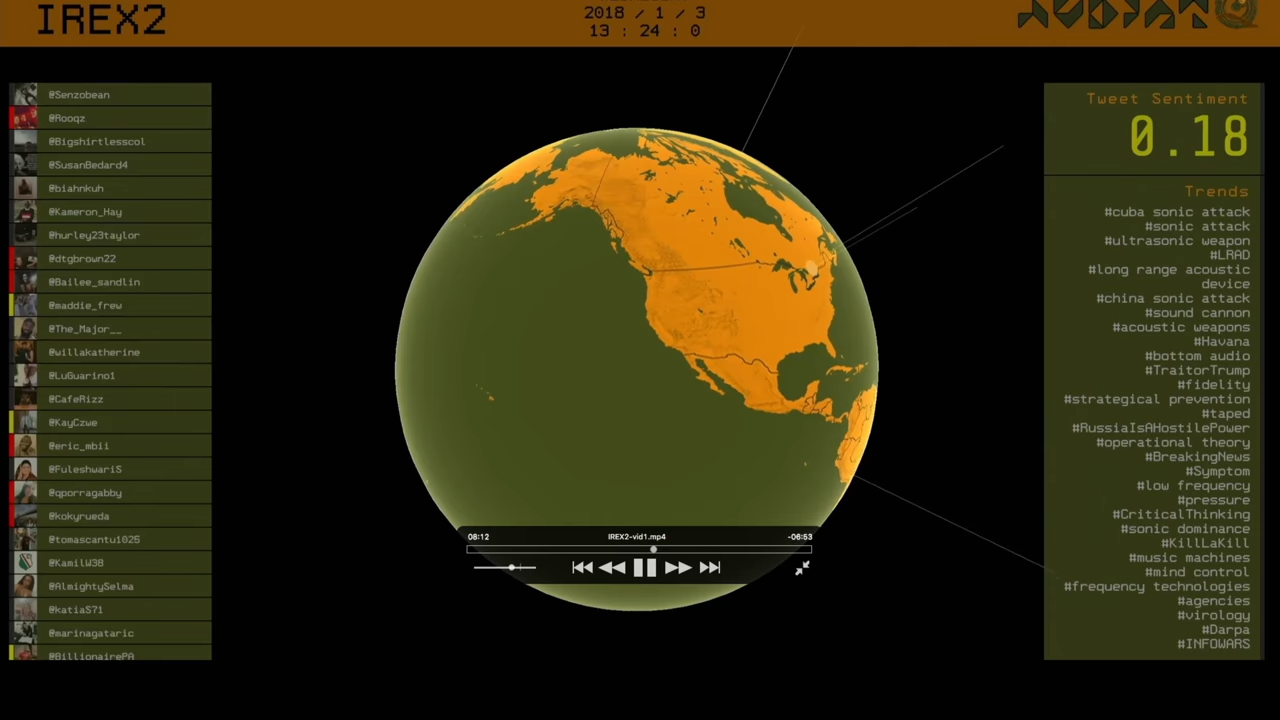 IREX2
2018 / 1 / 3
13 : 24 : 0
@Senzobean
@Rooqz
@Bigshirtlesscol
@SusanBedard4
@biahnkuh
@Kameron_Hay
@hurley23taylor
@dtgbrown22
@Bailee_sandlin
@maddie_frew
@The_Major__
@willakatherine
@LuGuarino1
@CafeRizz
@KayCzwe
@eric_mbii
@FuleshwariS
@qporragabby
@kokyrueda
@tomascantu1025
@KamilW38
@AlmightySelma
@katiaS71
@marinagataric
@BillionairePA
08:12
IREX2-vid1.mp4
-06:53
Tweet Sentiment
0.18
Trends
#cuba sonic attack
#sonic attack
#ultrasonic weapon
#LRAD
#long range acoustic
device
#china sonic attack
#sound cannon
#acoustic weapons
#Havana
#bottom audio
#TraitorTrump
#fidelity
#strategical prevention
#taped
#RussiaIsAHostilePower
#operational theory
#BreakingNews
#Symptom
#low frequency
#pressure
#CriticalThinking
#sonic dominance
#KillLaKill
#music machines
#mind control
#frequency technologies
#agencies
#virology
#Darpa
#INFOWARS